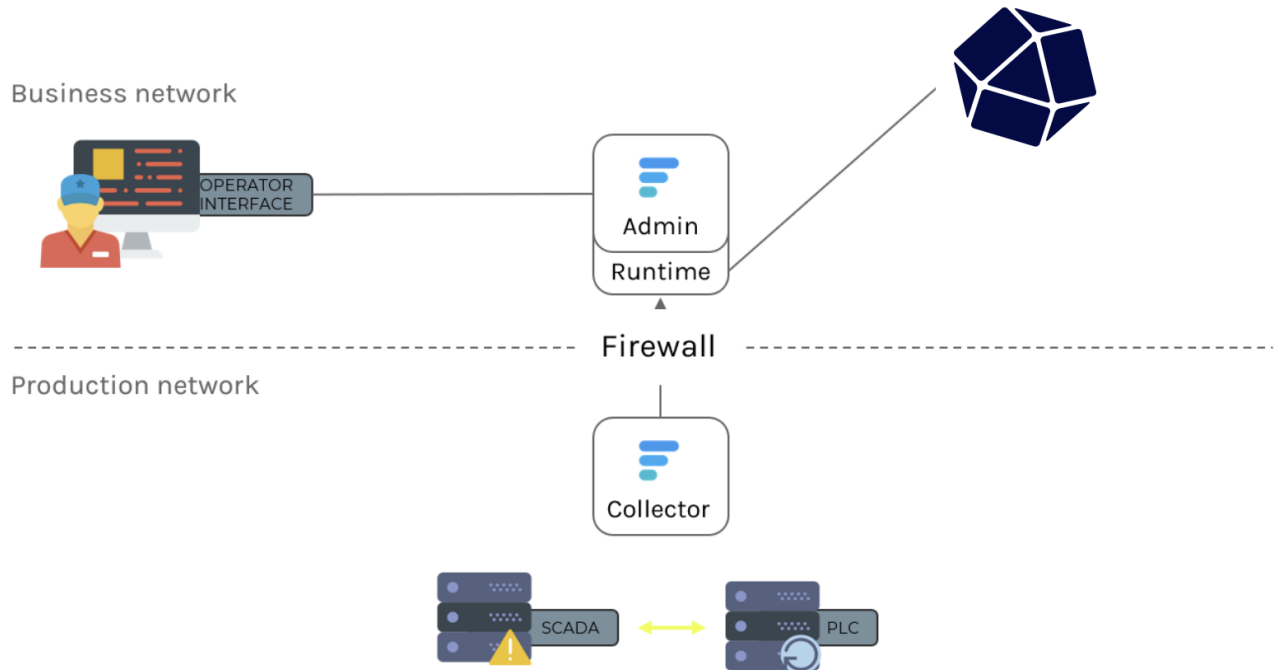 Business network
OPERATOR
INTERFACE
Admin
Runtime
Firewall
Production network
Collector
SCADA
PLC